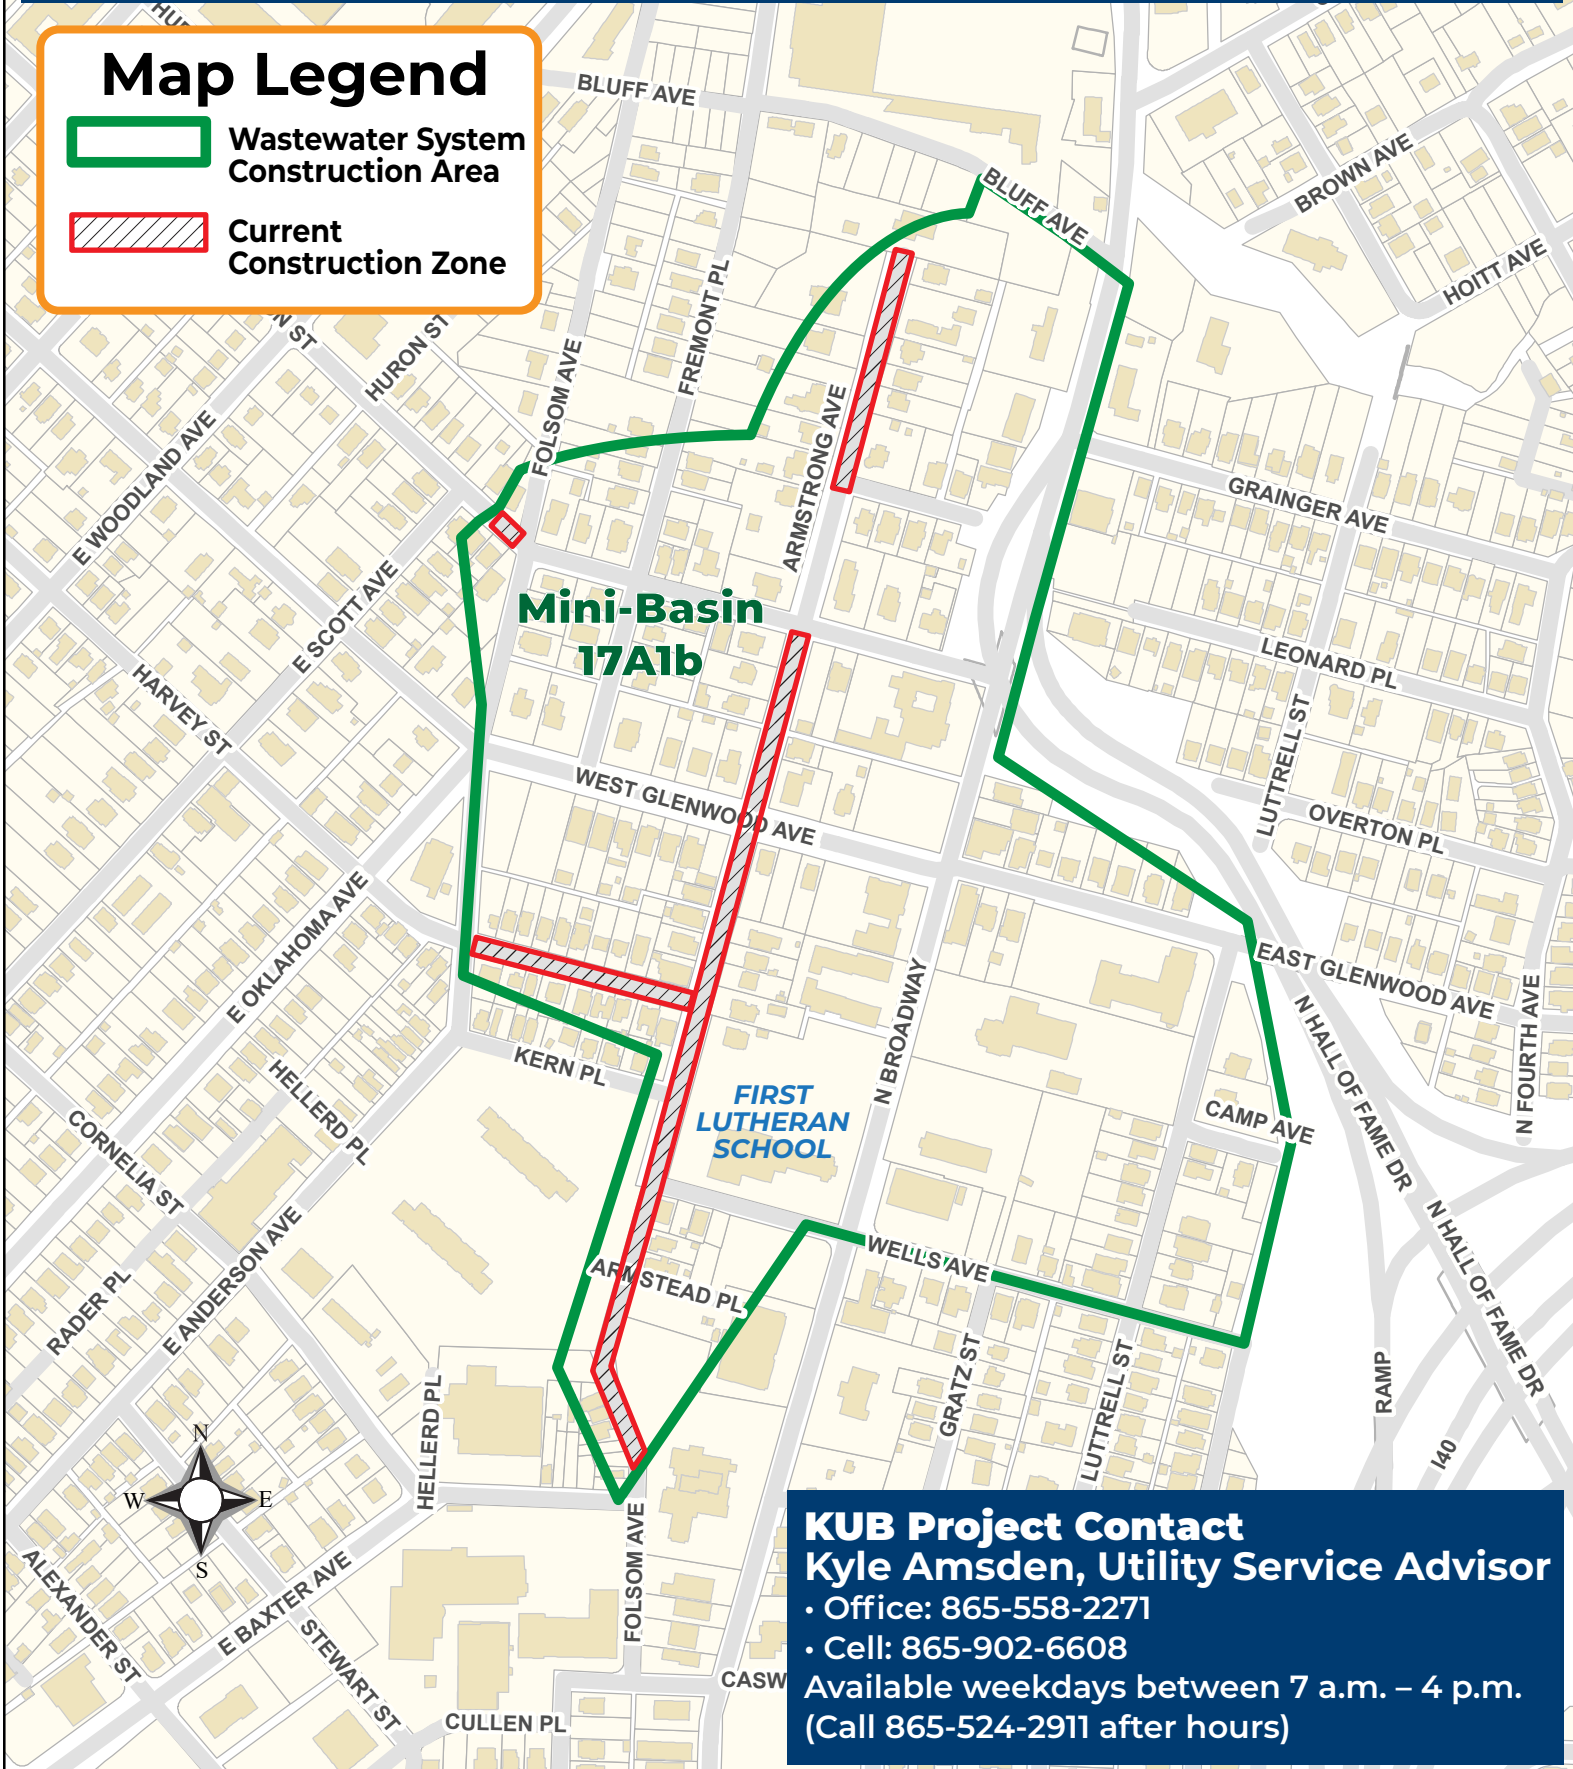 Map Legend
Wastewater System
Construction Area
Current
Construction Zone
BLUFF AVE
BLUFF AVE
BROWN AVE
HOITT AVE
N ST
HURON ST
FREMONT PL
FOLSOM AVE
ARMSTRONG AVE
E WOODLAND AVE
GRAINGER AVE
E SCOTT AVE
Mini-Basin
17A1b
HARVEY ST
LEONARD PL
LUTTRELL ST
WEST GLENWOOD AVE
OVERTON PL
E OKLAHOMA AVE
EAST GLENWOOD AVE
N FOURTH AVE
N BROADWAY
KERN PL
HELLERD PL
FIRST
LUTHERAN
SCHOOL
CAMP AVE
N HALL OF FAME DR
CORNELIA ST
WELLS AVE
ARMSTEAD PL
RADER PL
E ANDERSON AVE
N HALL OF FAME DR
GRATZ ST
LUTTRELL ST
RAMP
I40
HELLERD PL
N
W
E
S
FOLSOM AVE
ALEXANDER ST
E BAXTER AVE
STEWART ST
CASW
CULLEN PL
KUB Project Contact
Kyle Amsden, Utility Service Advisor
• Office: 865-558-2271
• Cell: 865-902-6608
Available weekdays between 7 a.m. – 4 p.m.
(Call 865-524-2911 after hours)